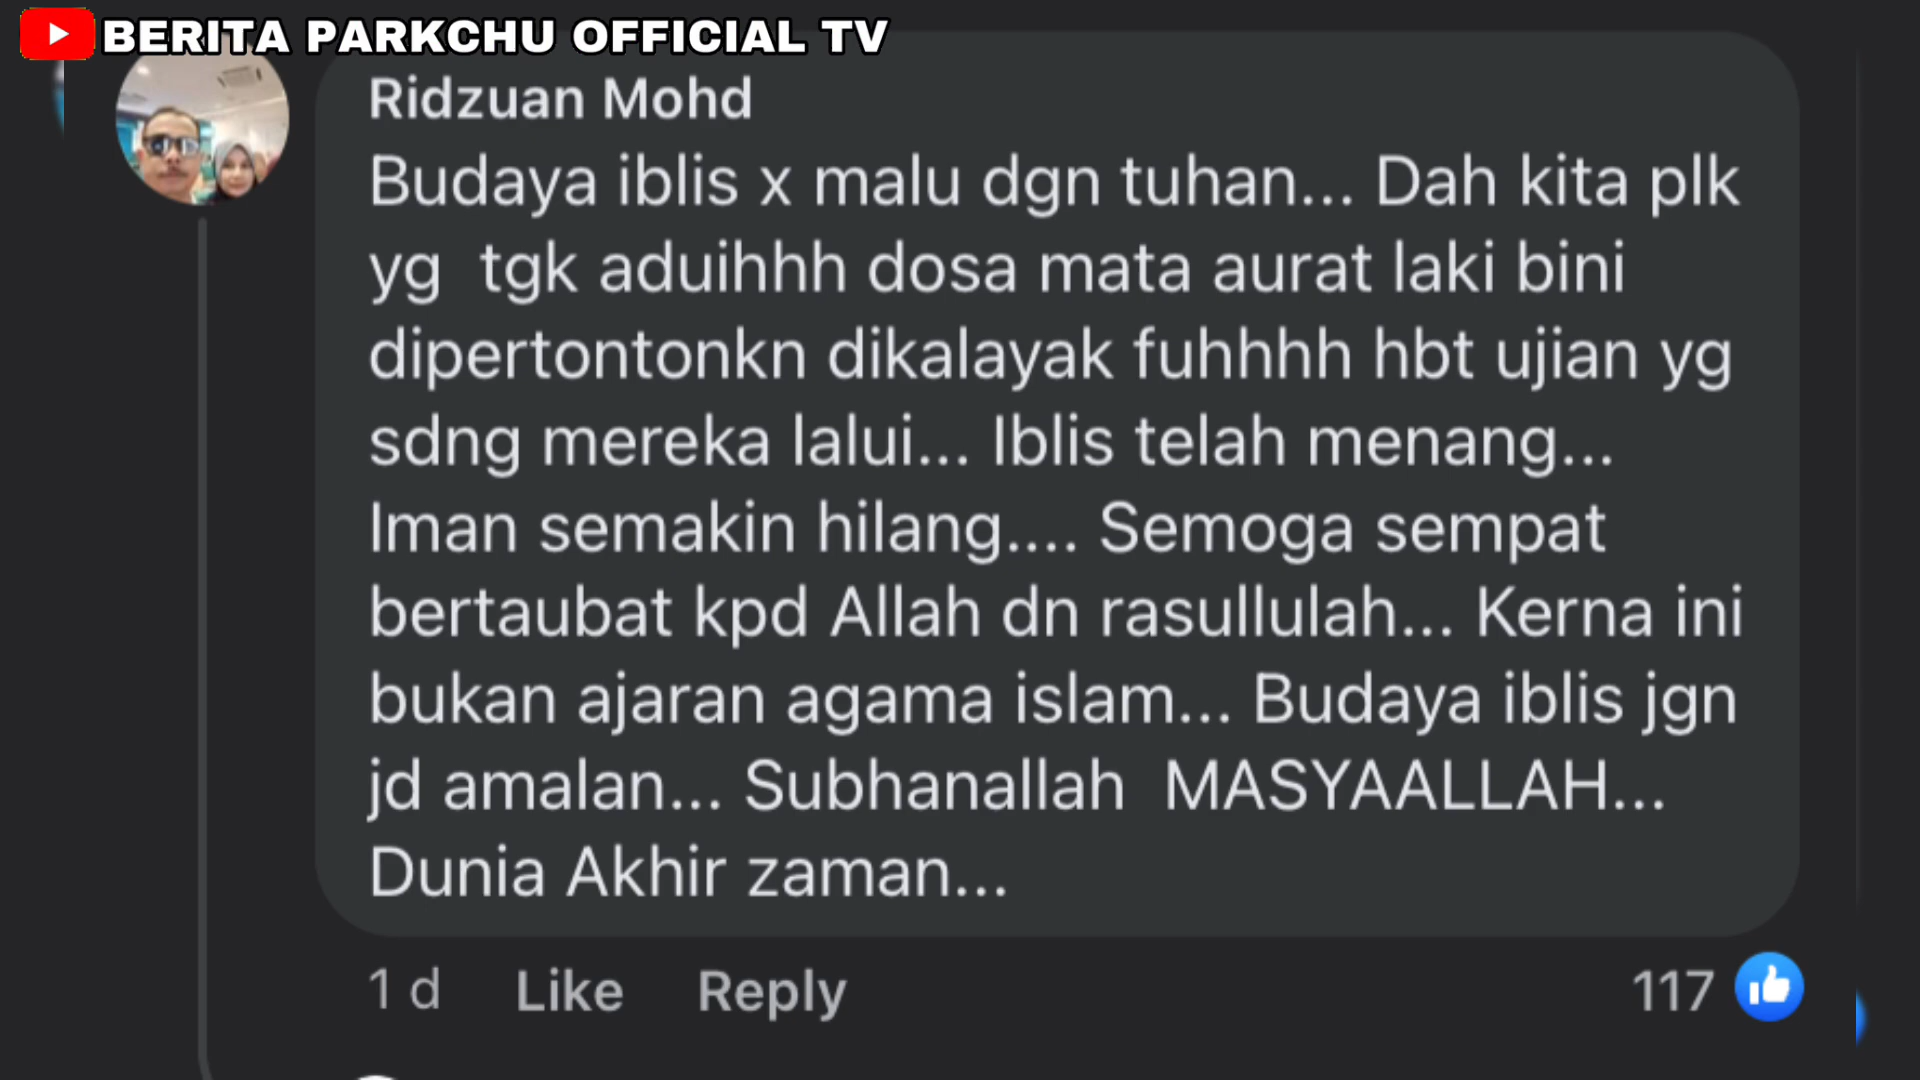 BERITA PARKCHU OFFICIAL TV
Ridzuan Mohd
Budaya iblis x malu dgn tuhan... Dah kita plk
yg tgk aduihhh dosa mata aurat laki bini
dipertontonkn dikalayak fuhhhh hbt ujian yg
sdng mereka lalui... Iblis telah menang...
Iman semakin hilang.... Semoga sempat
bertaubat kpd Allah dn rasullulah... Kerna ini
bukan ajaran agama islam... Budaya iblis jgn
jd amalan... Subhanallah MASYAALLAH...
Dunia Akhir zaman...
1 d Like Reply 117